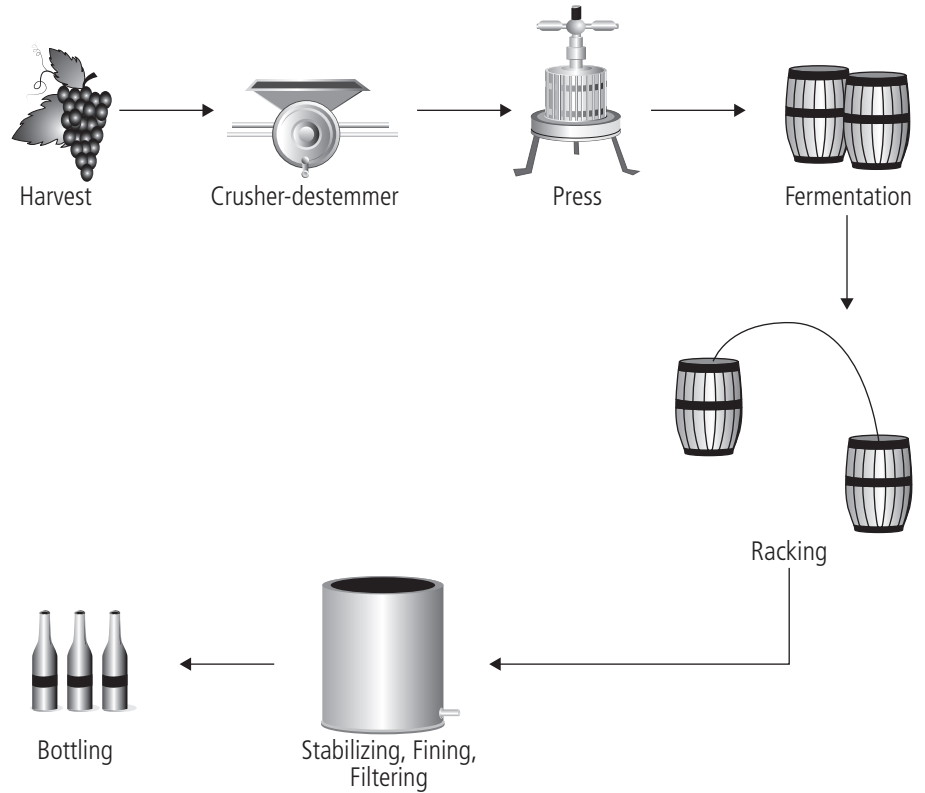 Harvest
Crusher-destemmer
Press
Fermentation
Racking
Stabilizing, Fining,
Filtering
Bottling